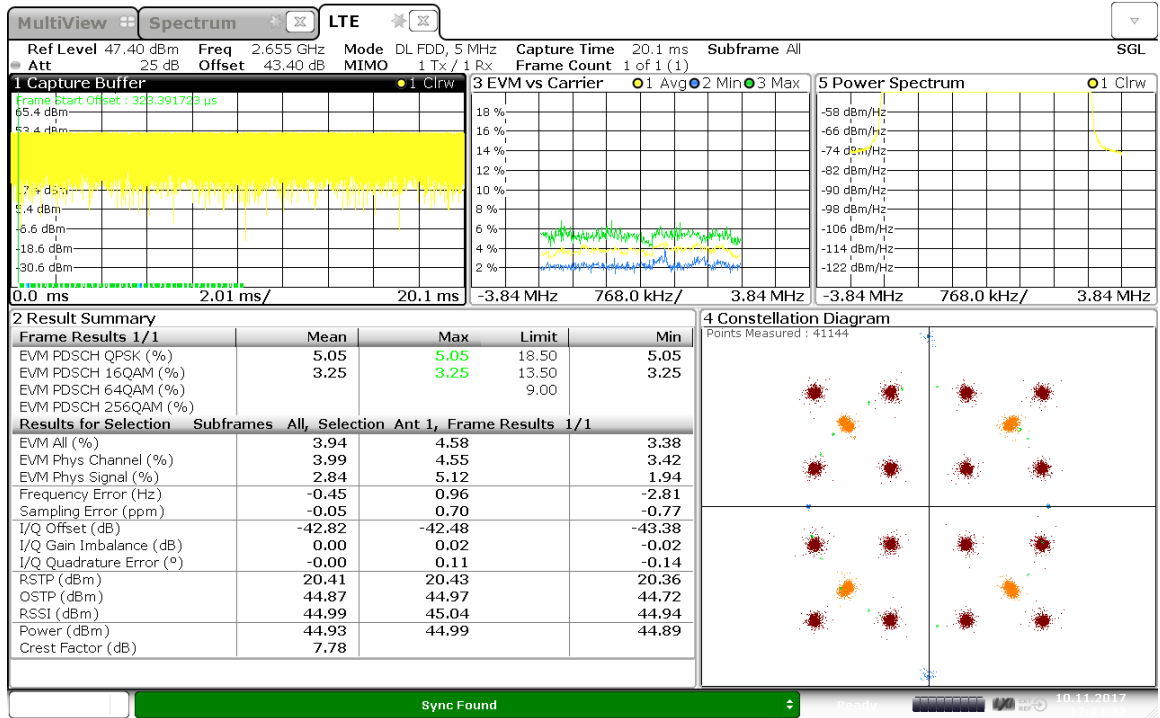 MultiView Spectrum LTE
Ref Level 47.40 dBm Freq 2.655 GHz Mode DL FDD, 5 MHz Capture Time 20.1 ms Subframe All SGL
Att 25 dB Offset 43.40 dB MIMO 1 Tx / 1 Rx Frame Count 1 of 1 (1)
1 Capture Buffer 1 Clrw
Frame Start Offset : 323.391723 µs
65.4 dBm
53.4 dBm
5.4 dBm
-6.6 dBm
-18.6 dBm
-30.6 dBm
0.0 ms 2.01 ms/ 20.1 ms
3 EVM vs Carrier 1 Avg 2 Min 3 Max
18 %
16 %
14 %
12 %
10 %
8 %
6 %
4 %
2 %
-3.84 MHz 768.0 kHz/ 3.84 MHz
5 Power Spectrum 1 Clrw
-58 dBm/Hz
-66 dBm/Hz
-74 dBm/Hz
-82 dBm/Hz
-90 dBm/Hz
-98 dBm/Hz
-106 dBm/Hz
-114 dBm/Hz
-122 dBm/Hz
-3.84 MHz 768.0 kHz/ 3.84 MHz
2 Result Summary
Frame Results 1/1 Mean Max Limit Min
EVM PDSCH QPSK (%) 5.05 5.05 18.50 5.05
EVM PDSCH 16QAM (%) 3.25 3.25 13.50 3.25
EVM PDSCH 64QAM (%) 9.00
EVM PDSCH 256QAM (%)
Results for Selection Subframes All, Selection Ant 1, Frame Results 1/1
EVM All (%) 3.94 4.58 3.38
EVM Phys Channel (%) 3.99 4.55 3.42
EVM Phys Signal (%) 2.84 5.12 1.94
Frequency Error (Hz) -0.45 0.96 -2.81
Sampling Error (ppm) -0.05 0.70 -0.77
I/Q Offset (dB) -42.82 -42.48 -43.38
I/Q Gain Imbalance (dB) 0.00 0.02 -0.02
I/Q Quadrature Error (°) -0.00 0.11 -0.14
RSTP (dBm) 20.41 20.43 20.36
OSTP (dBm) 44.87 44.97 44.72
RSSI (dBm) 44.99 45.04 44.94
Power (dBm) 44.93 44.99 44.89
Crest Factor (dB) 7.78
4 Constellation Diagram
Points Measured : 41144
Sync Found
Ready
10.11.2017